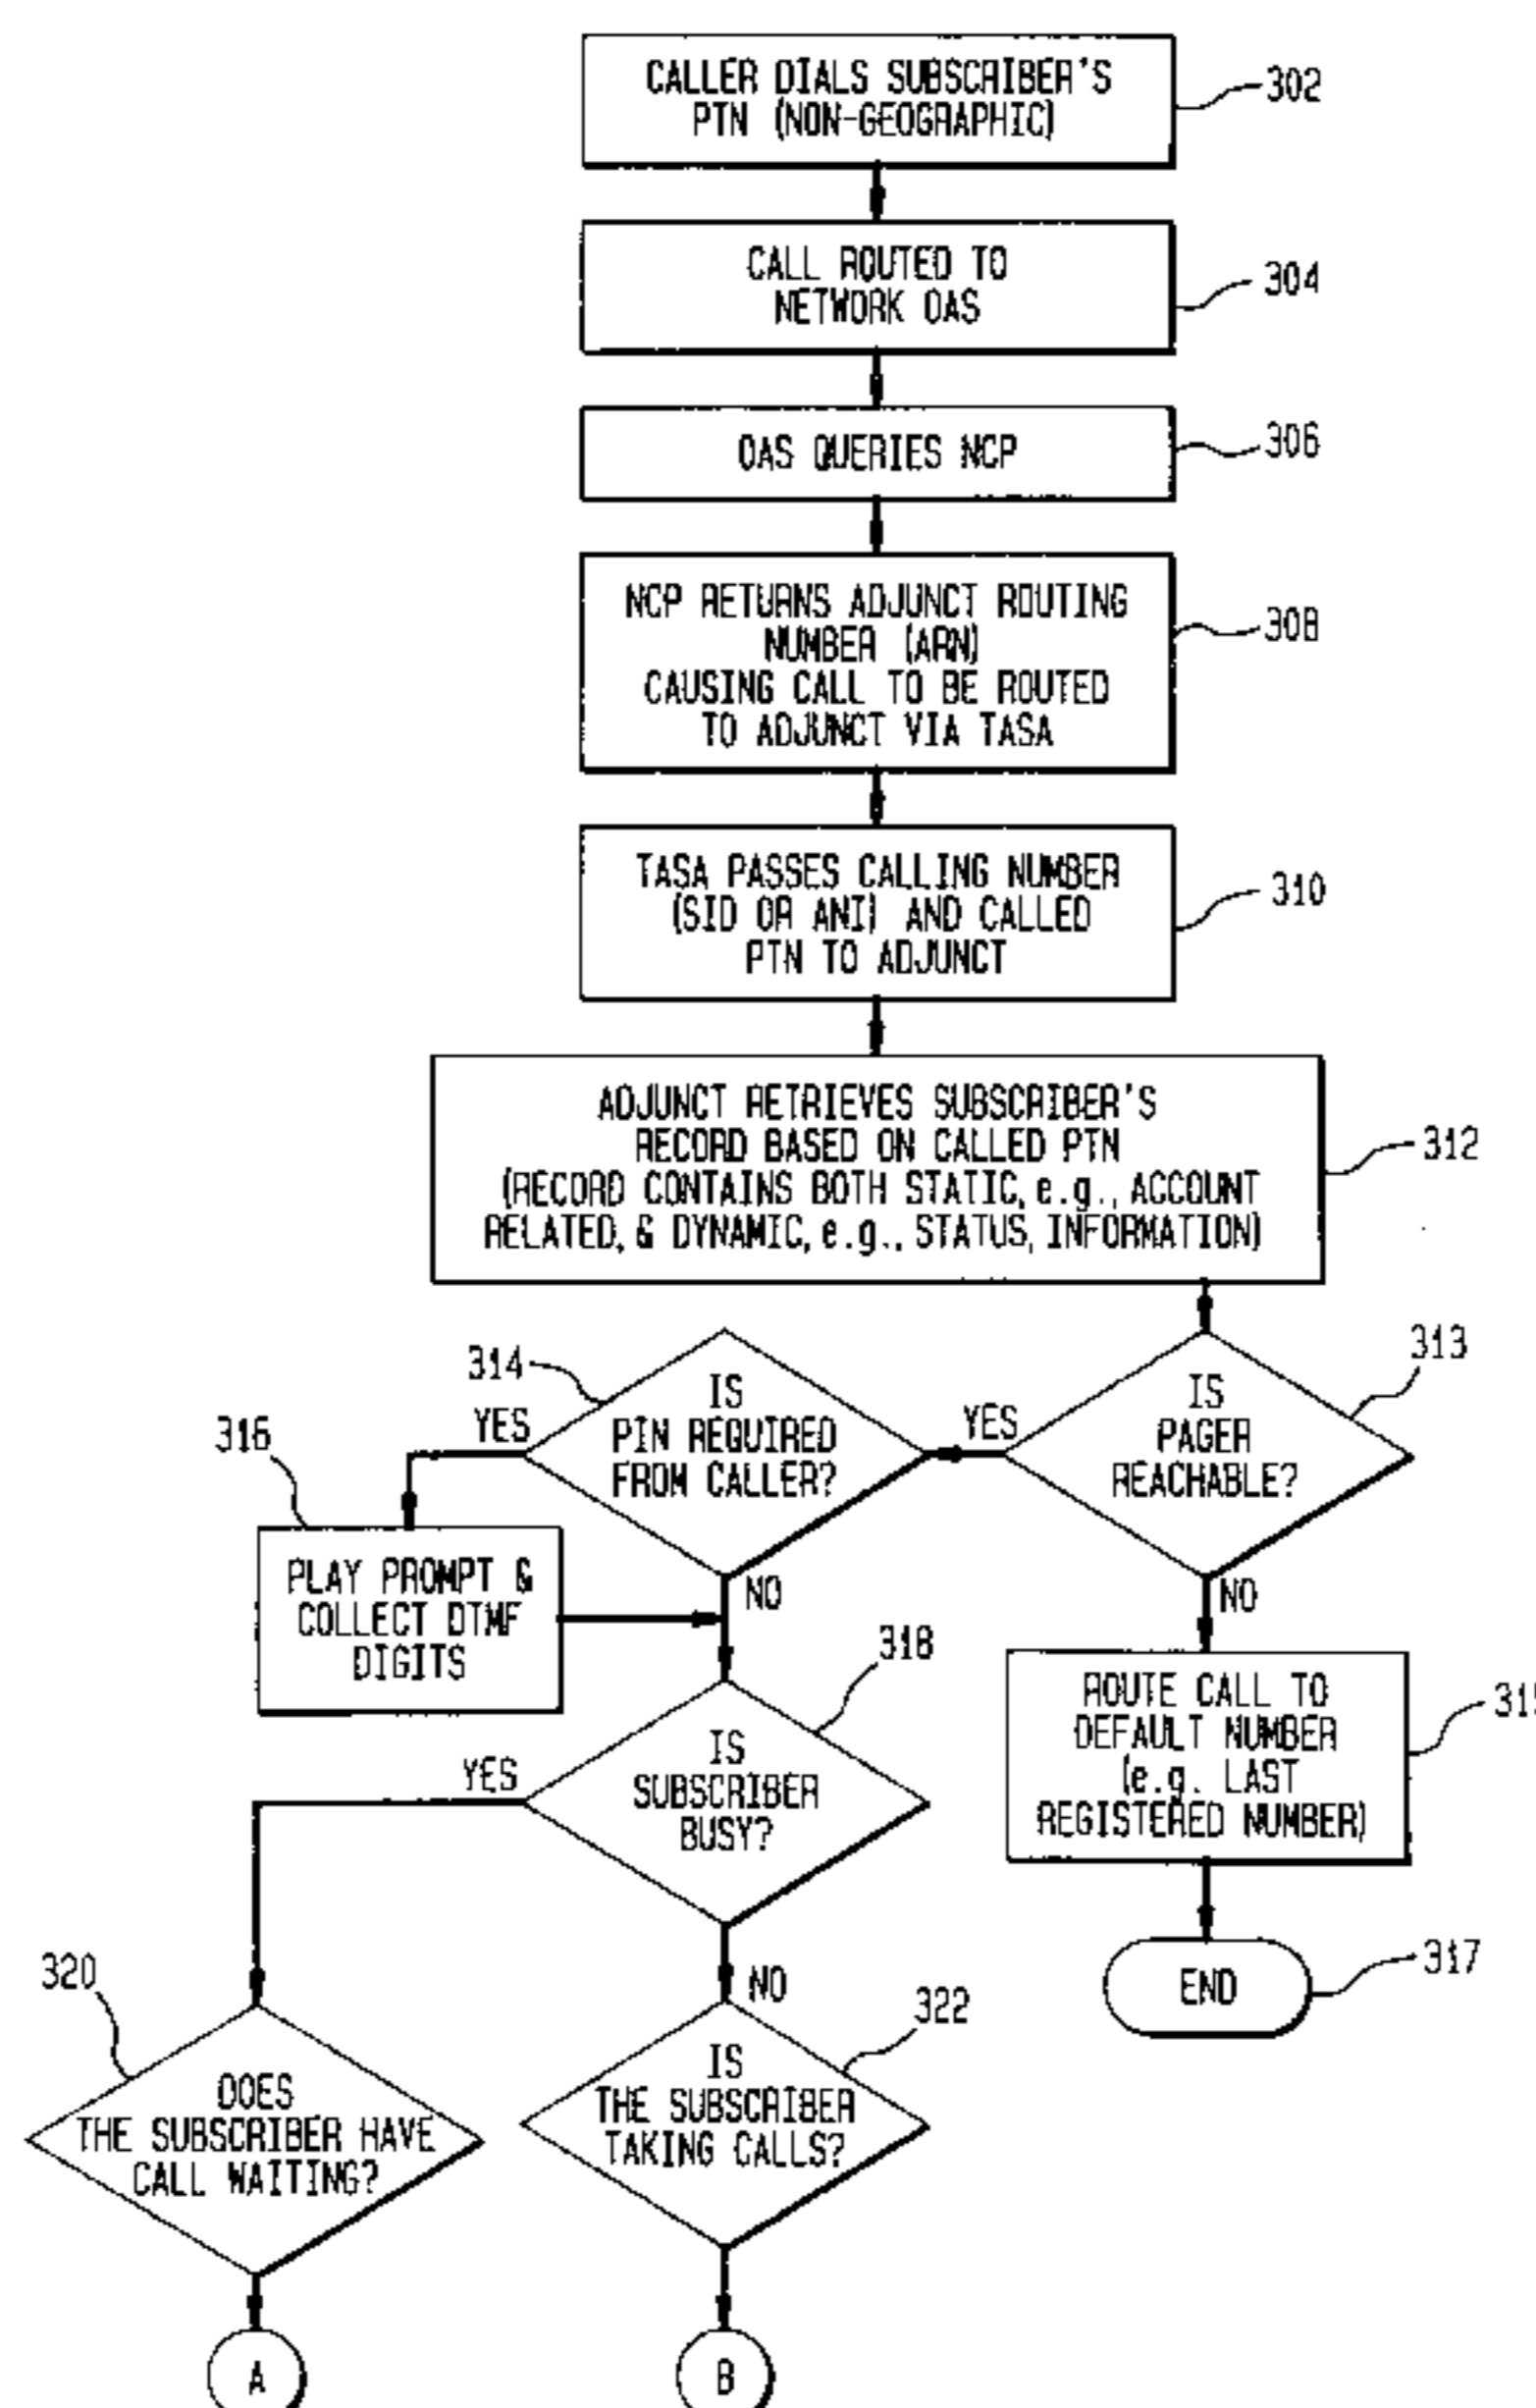 CALLER DIALS SUBSCRIBER'S
PTN (NON-GEOGRAPHIC)
302
CALL ROUTED TO
NETWORK OAS
304
OAS QUERIES NCP
306
NCP RETURNS ADJUNCT ROUTING
NUMBER (ARN)
CAUSING CALL TO BE ROUTED
TO ADJUNCT VIA TASA
308
TASA PASSES CALLING NUMBER
(SID OR ANI) AND CALLED
PTN TO ADJUNCT
310
ADJUNCT RETRIEVES SUBSCRIBER'S
RECORD BASED ON CALLED PTN
(RECORD CONTAINS BOTH STATIC, e.g., ACCOUNT
RELATED, & DYNAMIC, e.g., STATUS, INFORMATION)
312
313
IS
PAGER
REACHABLE?
YES
NO
314
IS
PIN REQUIRED
FROM CALLER?
YES
NO
316
PLAY PROMPT &
COLLECT DTMF
DIGITS
ROUTE CALL TO
DEFAULT NUMBER
(e.g. LAST
REGISTERED NUMBER)
END
317
318
IS
SUBSCRIBER
BUSY?
YES
NO
320
DOES
THE SUBSCRIBER HAVE
CALL WAITING?
322
IS
THE SUBSCRIBER
TAKING CALLS?
A
B